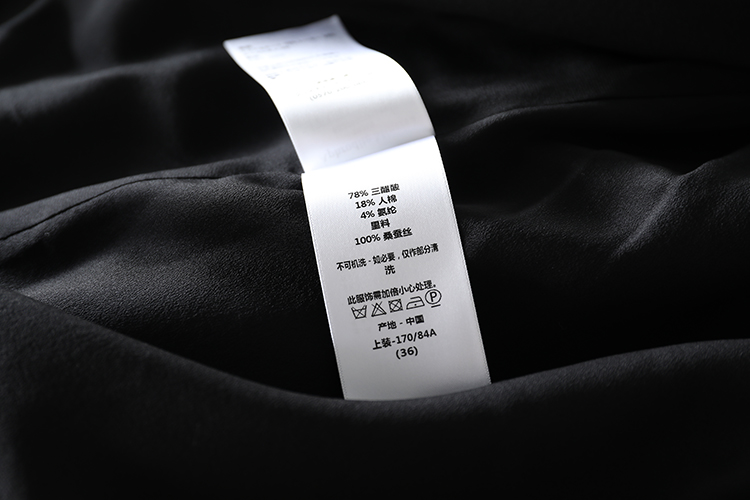 78% 三醋酸
18% 人棉
4% 氨纶
里料
100% 桑蚕丝
不可机洗 - 如必要，仅作部分清
洗
此服饰需加倍小心处理。
P
产地 - 中国
上装-170/84A
(36)